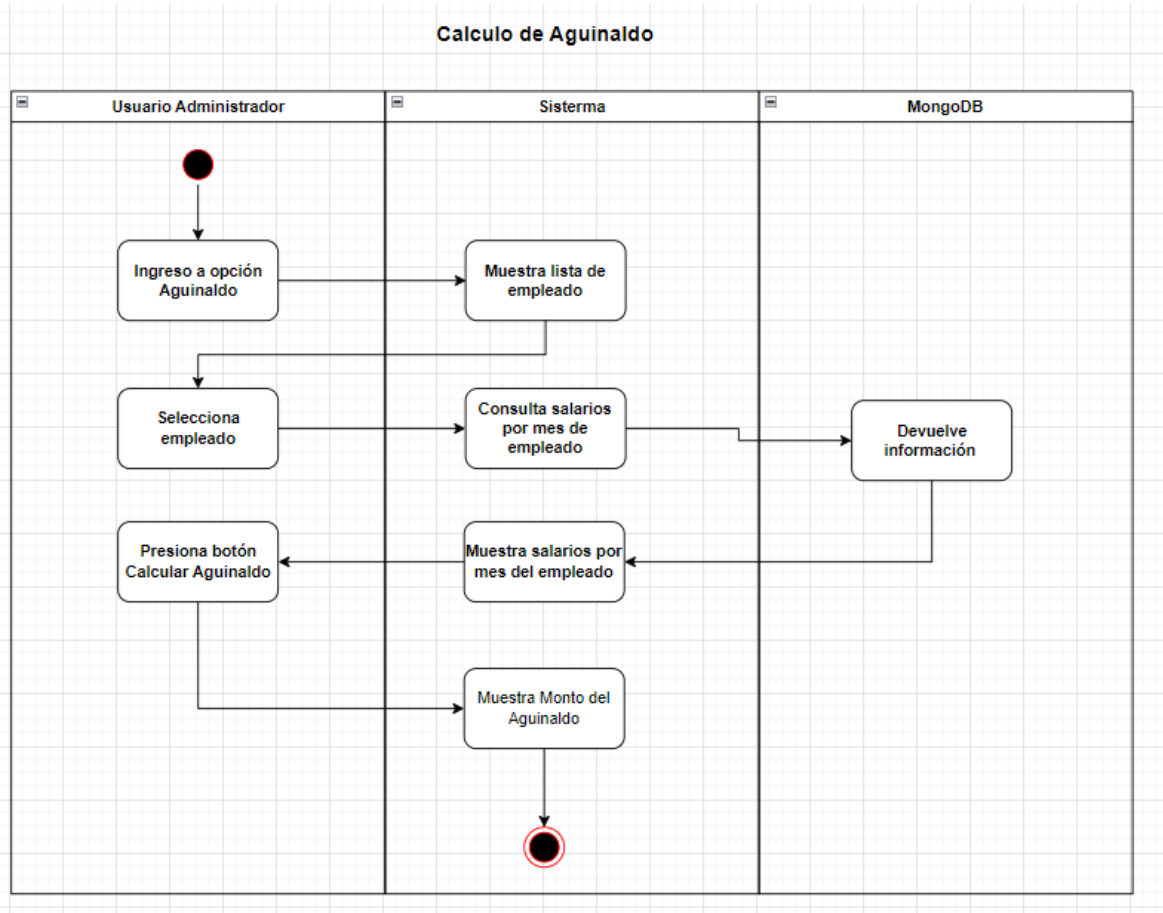 Calculo de Aguinaldo
Usuario Administrador
Sisterma
MongoDB
Ingreso a opción
Aguinaldo
Muestra lista de
empleado
Selecciona
empleado
Consulta salarios
por mes de
empleado
Devuelve
información
Presiona botón
Calcular Aguinaldo
Muestra salarios por
mes del empleado
Muestra Monto del
Aguinaldo